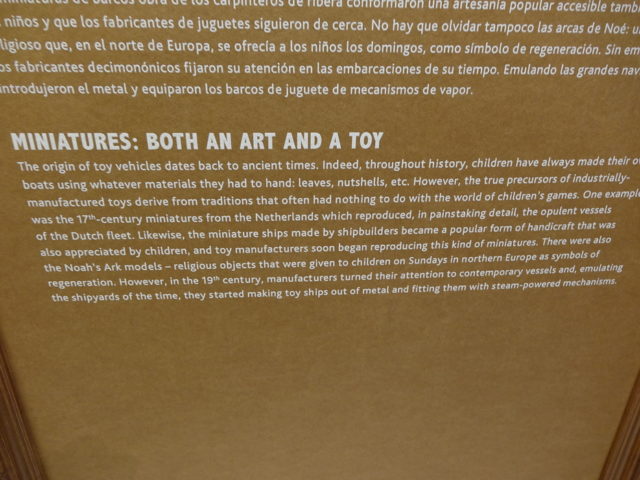 miniaturas de barcos obra de los carpinteros de ribera conformaron una artesanía popular accesible
niños y que los fabricantes de juguetes siguieron de cerca. No hay que olvidar tampoco las arcas de Noé:
que, en el norte de Europa, se ofrecía a los niños los domingos, como símbolo de regeneración. Sin
fabricantes decimonónicos fijaron su atención en las embarcaciones de su tiempo. Emulando las grandes
introdujeron el metal y equiparon los barcos de juguete de mecanismos de vapor.
MINIATURES: BOTH AN ART AND A TOY
The origin of toy vehicles dates back to ancient times. Indeed, throughout history, children have always made their
boats using whatever materials they had to hand: leaves, nutshells, etc. However, the true precursors of industrially-
manufactured toys derive from traditions that often had nothing to do with the world of children's games. One example
was the 17th-century miniatures from the Netherlands which reproduced, in painstaking detail, the opulent vessels
of the Dutch fleet. Likewise, the miniature ships made by shipbuilders became a popular form of handicraft that was
also appreciated by children, and toy manufacturers soon began reproducing this kind of miniatures. There were also
the Noah's Ark models – religious objects that were given to children on Sundays in northern Europe as symbols of
regeneration. However, in the 19th century, manufacturers turned their attention to contemporary vessels and, emulating
the shipyards of the time, they started making toy ships out of metal and fitting them with steam-powered mechanisms.